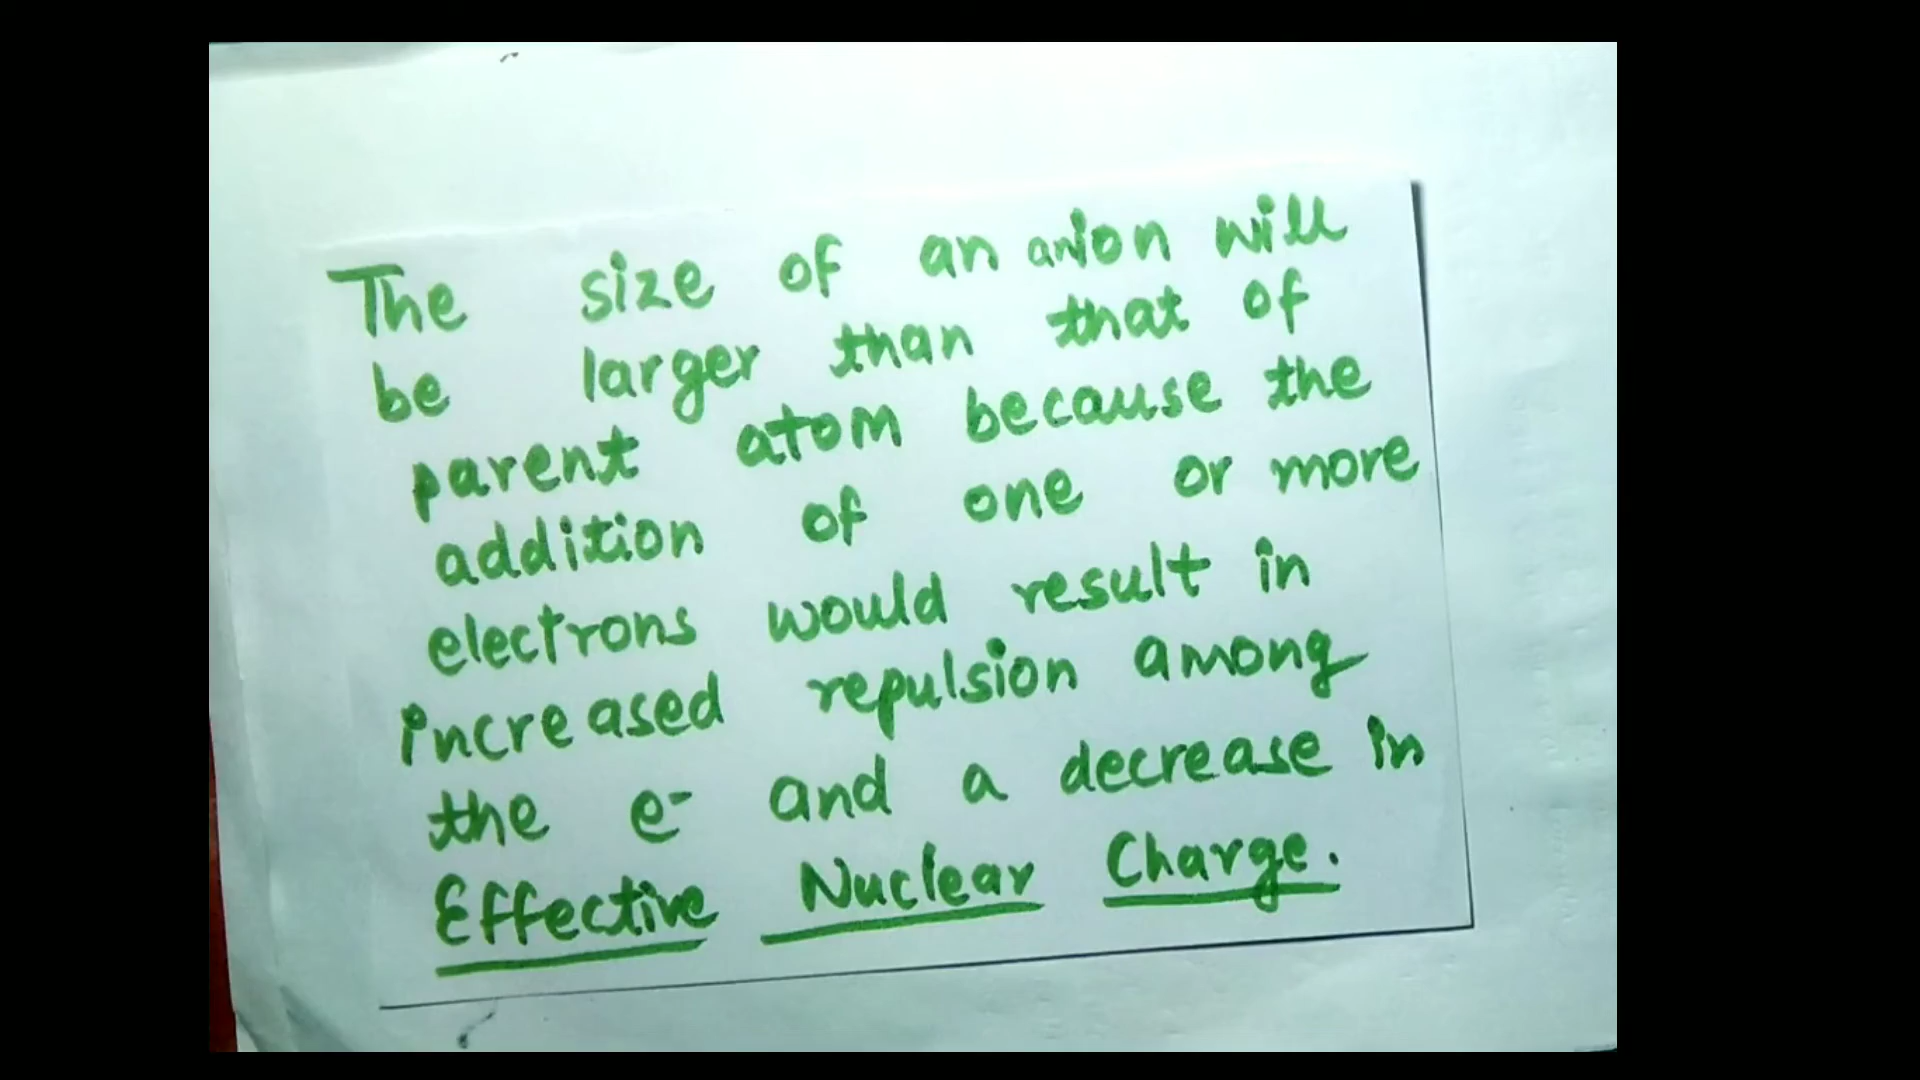 The size of an anion will
be larger than that of
parent atom because the
addition of one or more
electrons would result in
increased repulsion among
the e- and a decrease in
Effective Nuclear Charge.